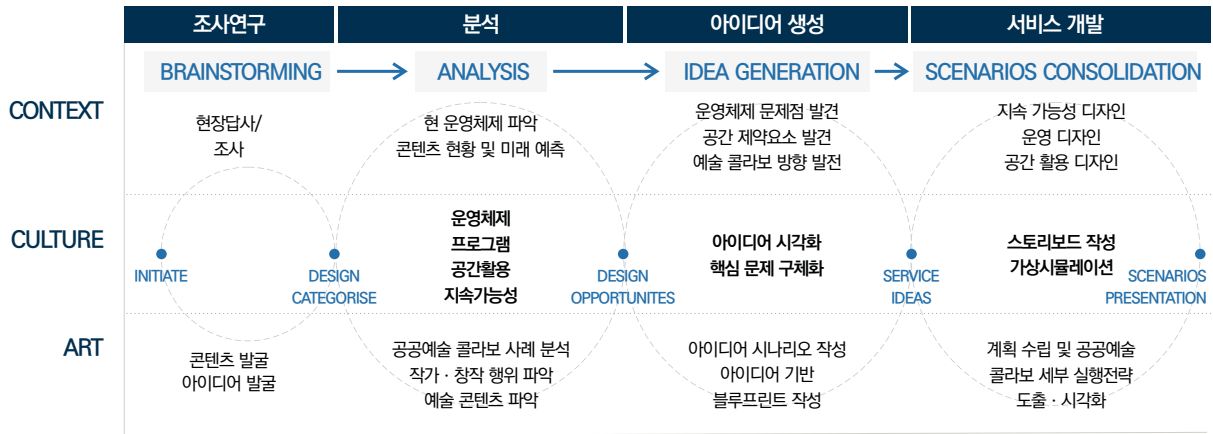 조사연구
분석
아이디어 생성
서비스 개발
BRAINSTORMING
ANALYSIS
IDEA GENERATION
SCENARIOS CONSOLIDATION
CONTEXT
현장답사/
조사
현 운영체제 파악
콘텐츠 현황 및 미래 예측
운영체제 문제점 발견
공간 제약요소 발견
예술 콜라보 방향 발전
지속 가능성 디자인
운영 디자인
공간 활용 디자인
CULTURE
INITIATE
DESIGN
CATEGORISE
운영체제
프로그램
공간활용
지속가능성
DESIGN
OPPORTUNITES
아이디어 시각화
핵심 문제 구체화
SERVICE
IDEAS
스토리보드 작성
가상시뮬레이션
SCENARIOS
PRESENTATION
ART
콘텐츠 발굴
아이디어 발굴
공공예술 콜라보 사례 분석
작가 · 창작 행위 파악
예술 콘텐츠 파악
아이디어 시나리오 작성
아이디어 기반
블루프린트 작성
계획 수립 및 공공예술
콜라보 세부 실행전략
도출 · 시각화